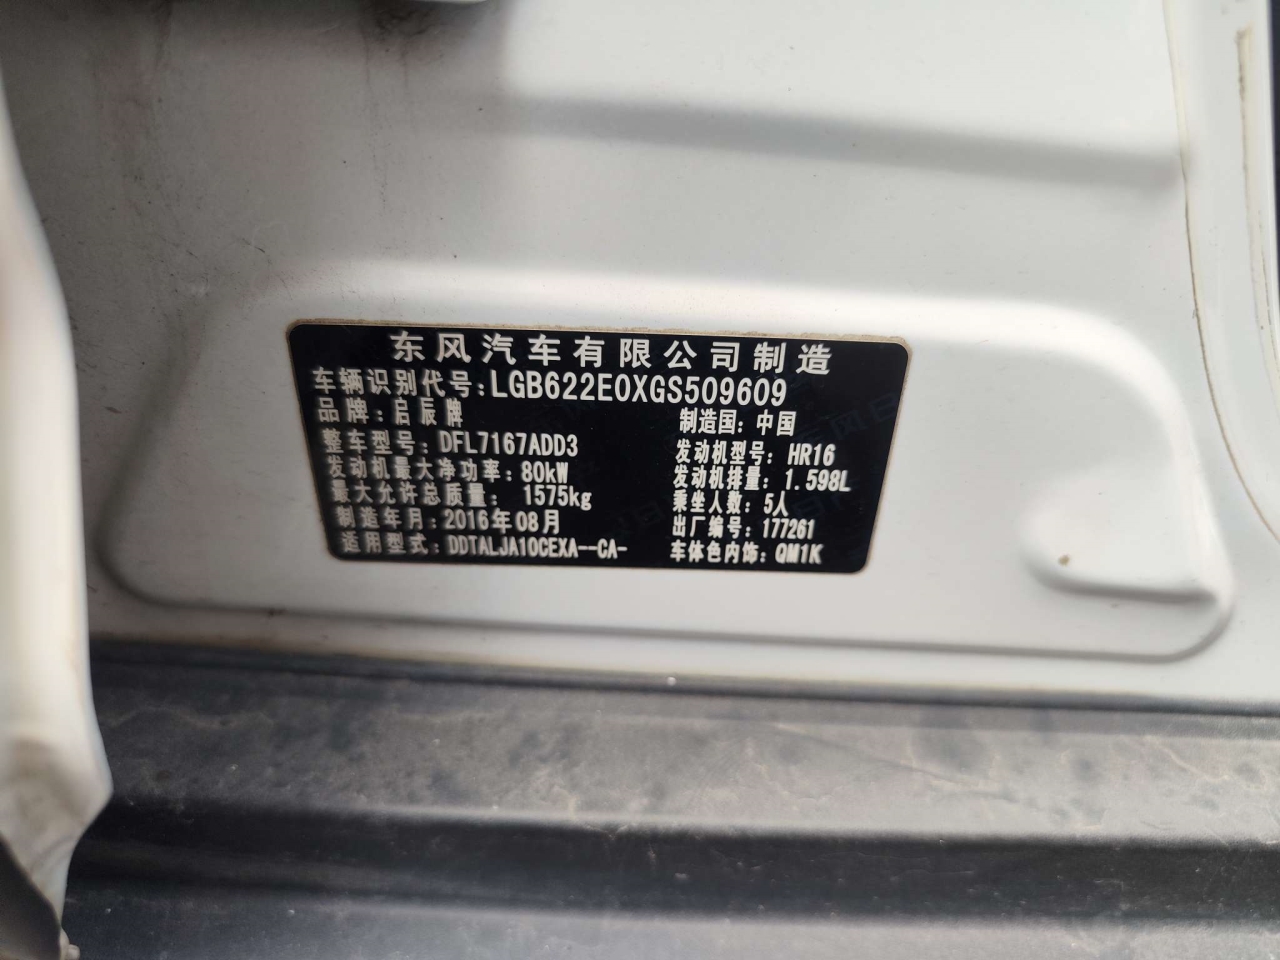 东风汽车有限公司制造
车辆识别代号:LGB622E0XGS509609
品牌:启辰牌 制造国:中国
整车型号:DFL7167ADD3 发动机型号:HR16
发动机最大净功率:80kW 发动机排量:1.598L
最大允许总质量: 1575kg 乘坐人数:5人
制造年月:2016年08月 出厂编号:177261
适用型式:DDTALJA10CEXA--CA- 车体色内饰:QM1K